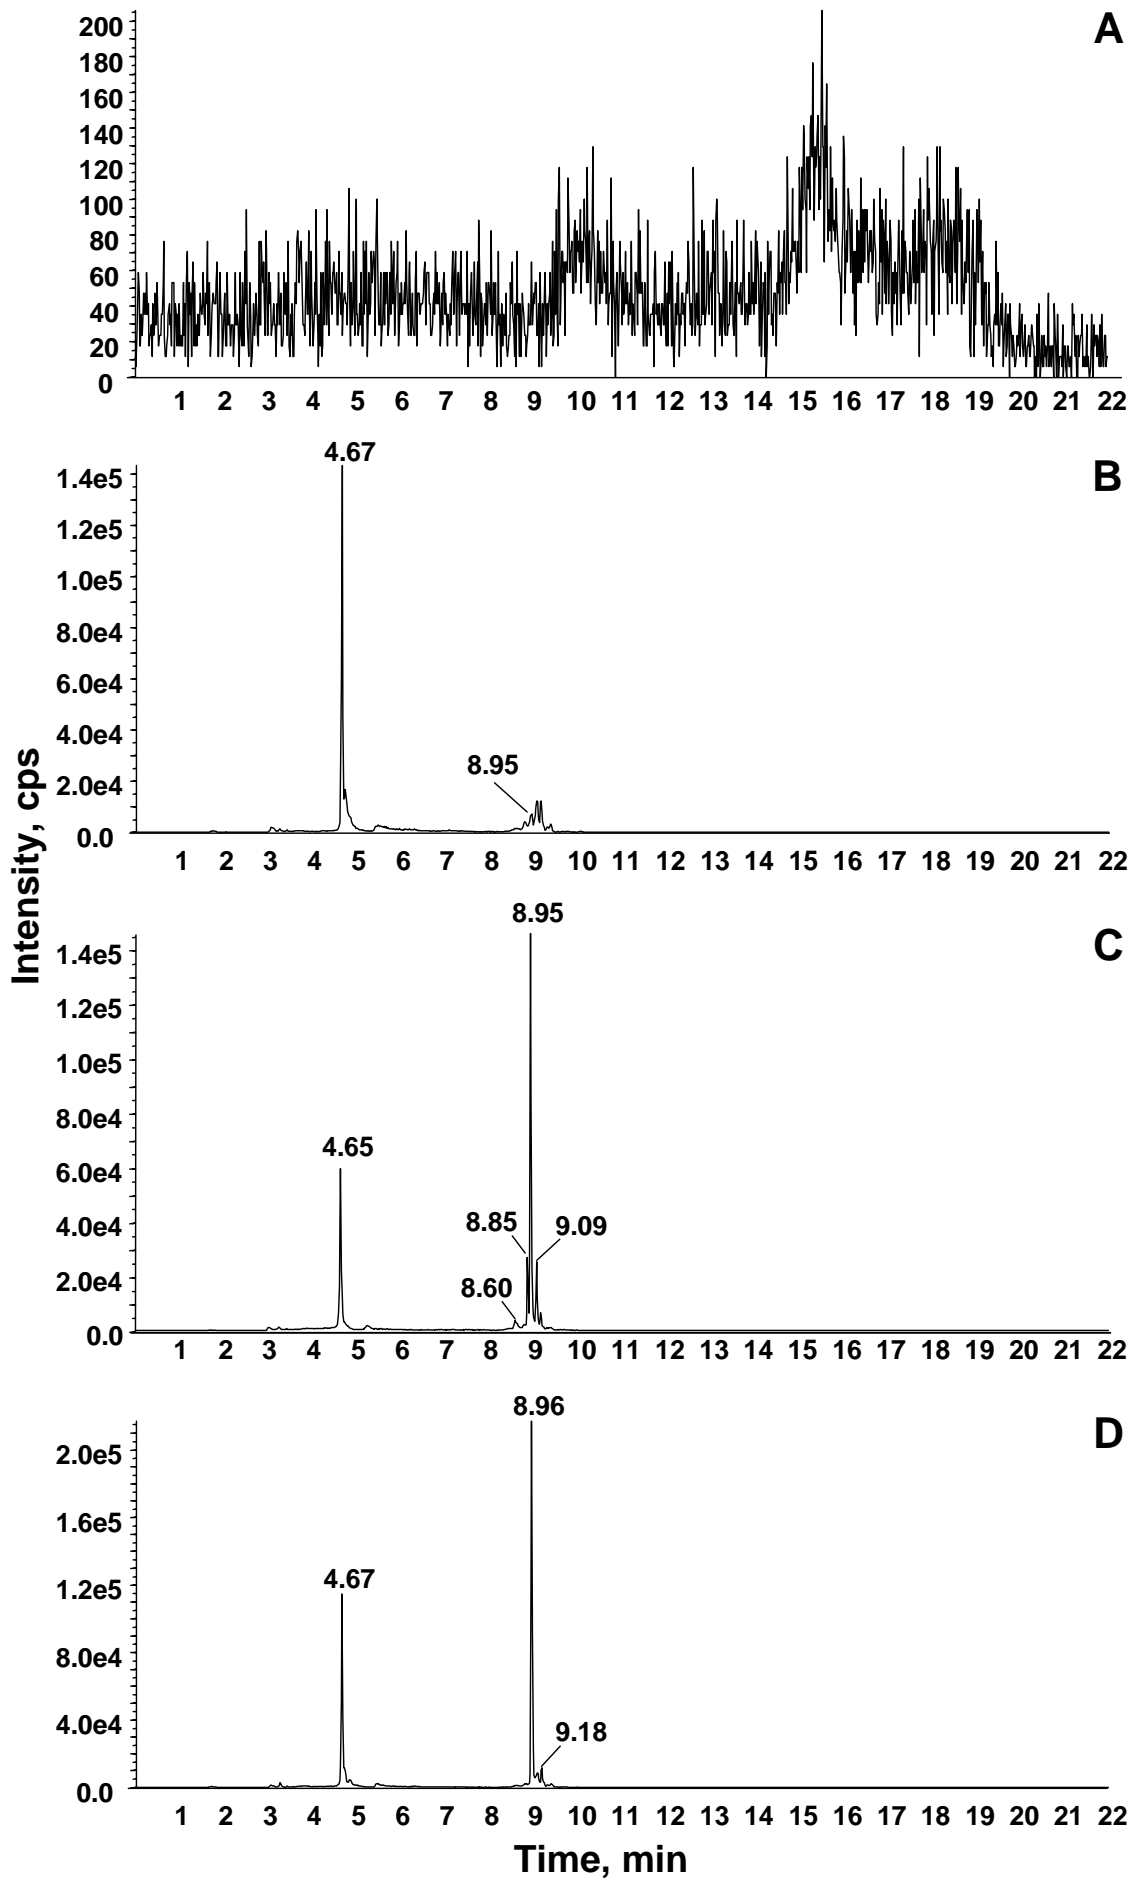 A
200
180
160
140
120
100
80
60
40
20
0
1 2 3 4 5 6 7 8 9 10 11 12 13 14 15 16 17 18 19 20 21 22
4.67
B
1.4e5
1.2e5
1.0e5
8.0e4
6.0e4
4.0e4
8.95
2.0e4
0.0
1 2 3 4 5 6 7 8 9 10 11 12 13 14 15 16 17 18 19 20 21 22
Intensity, cps
8.95
C
1.4e5
1.2e5
1.0e5
8.0e4
4.65
6.0e4
4.0e4
8.85 9.09
2.0e4
8.60
0.0
1 2 3 4 5 6 7 8 9 10 11 12 13 14 15 16 17 18 19 20 21 22
8.96
D
2.0e5
1.6e5
4.67
1.2e5
8.0e4
4.0e4
9.18
0.0
1 2 3 4 5 6 7 8 9 10 11 12 13 14 15 16 17 18 19 20 21 22
Time, min